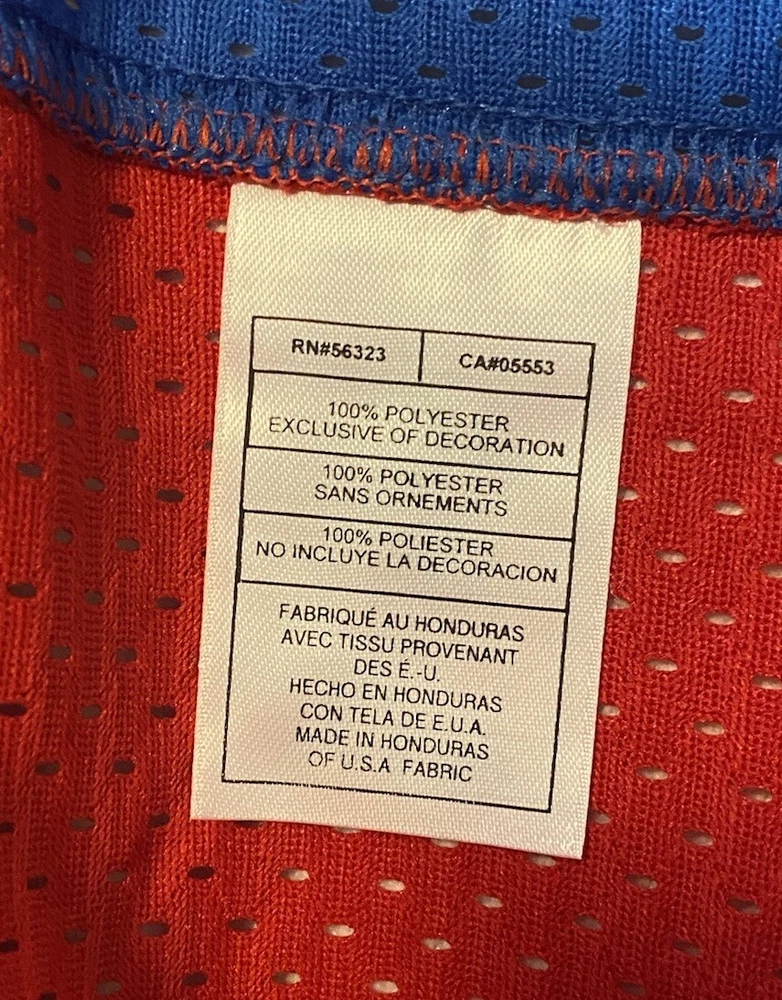 RN#56323 CA#05553
100% POLYESTER
EXCLUSIVE OF DECORATION
100% POLYESTER
SANS ORNEMENTS
100% POLIESTER
NO INCLUYE LA DECORACION
FABRIQUÉ AU HONDURAS
AVEC TISSU PROVENANT
DES É.-U.
HECHO EN HONDURAS
CON TELA DE E.U.A.
MADE IN HONDURAS
OF U.S.A FABRIC